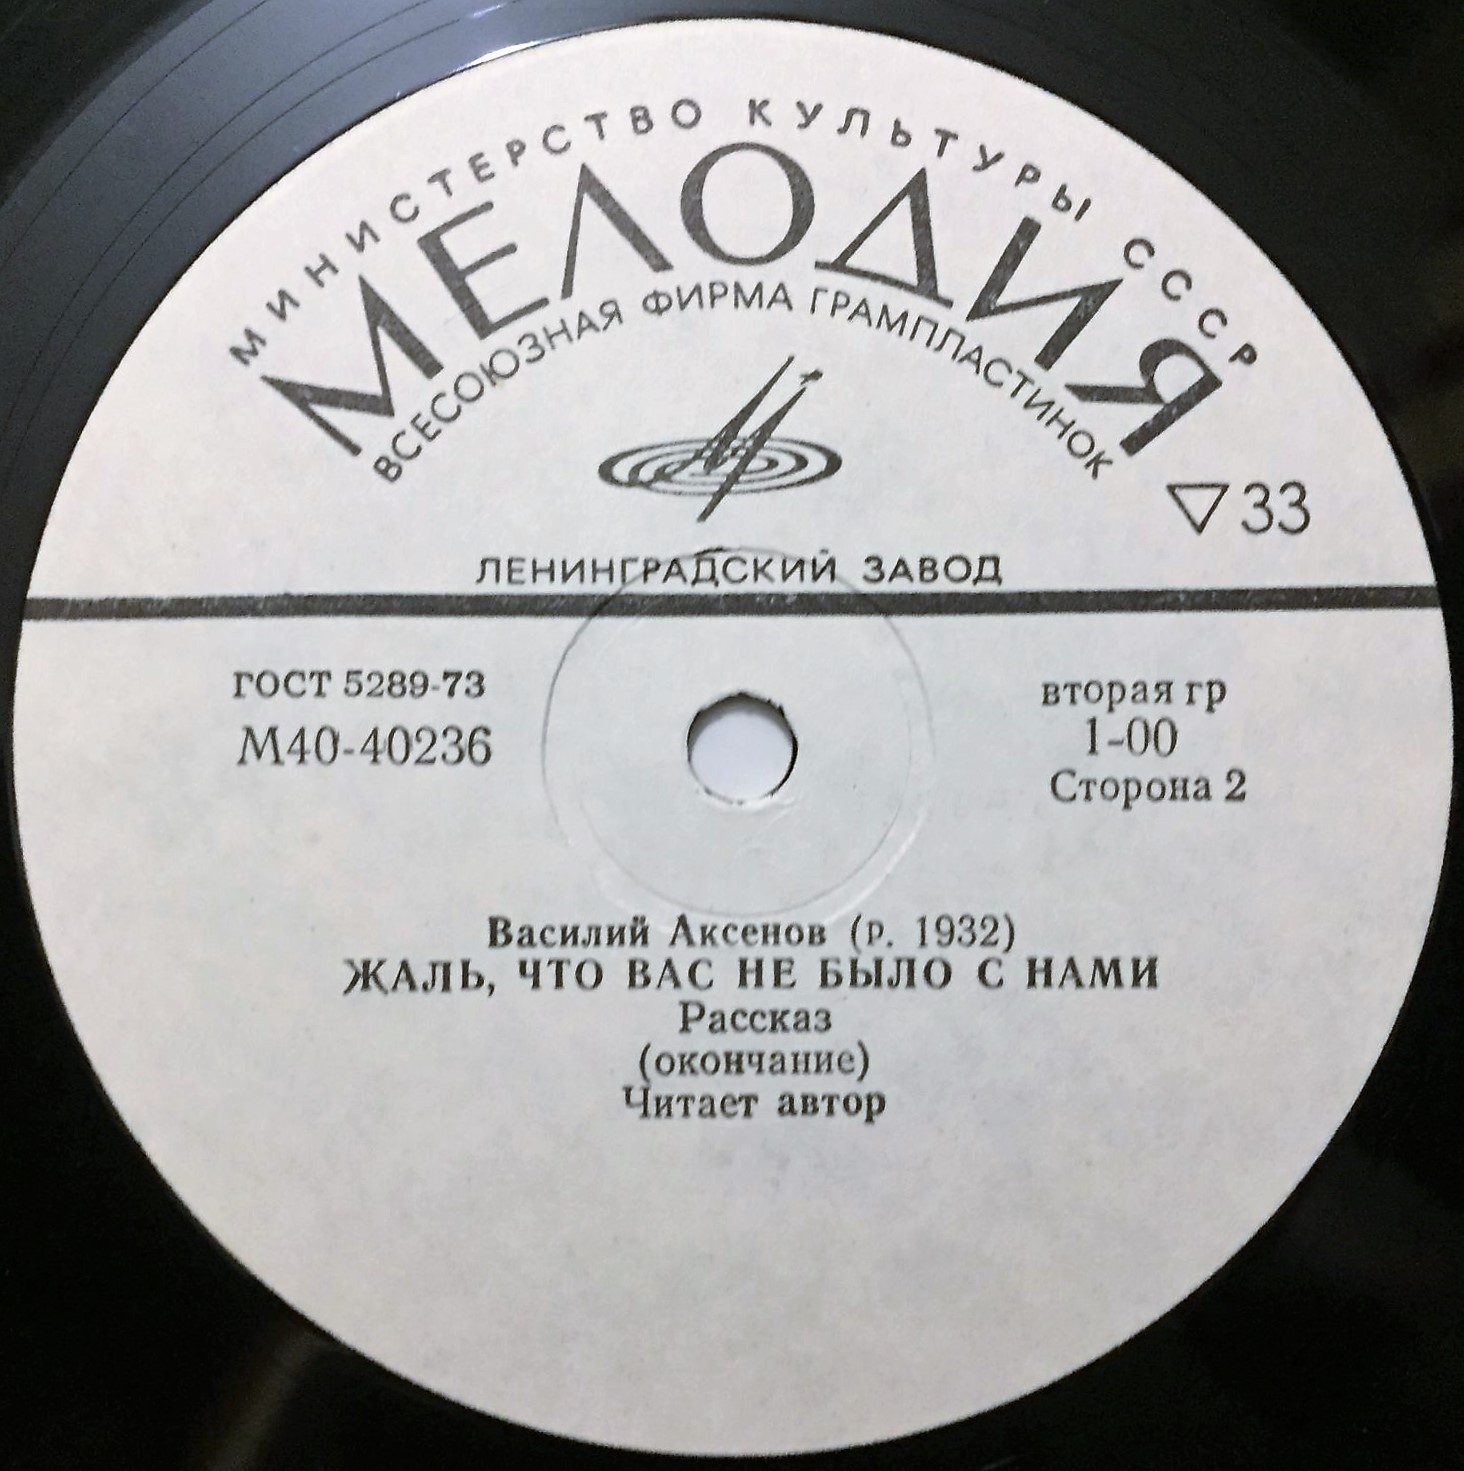 МИНИСТЕРСТВО КУЛЬТУРЫ СССР
МЕЛОДИЯ
ВСЕСОЮЗНАЯ ФИРМА ГРАМПЛАСТИНОК
33
ЛЕНИНГРАДСКИЙ ЗАВОД
ГОСТ 5289-73
М40-40236
вторая гр
1-00
Сторона 2
Василий Аксенов (р. 1932)
ЖАЛЬ, ЧТО ВАС НЕ БЫЛО С НАМИ
Рассказ
(окончание)
Читает автор